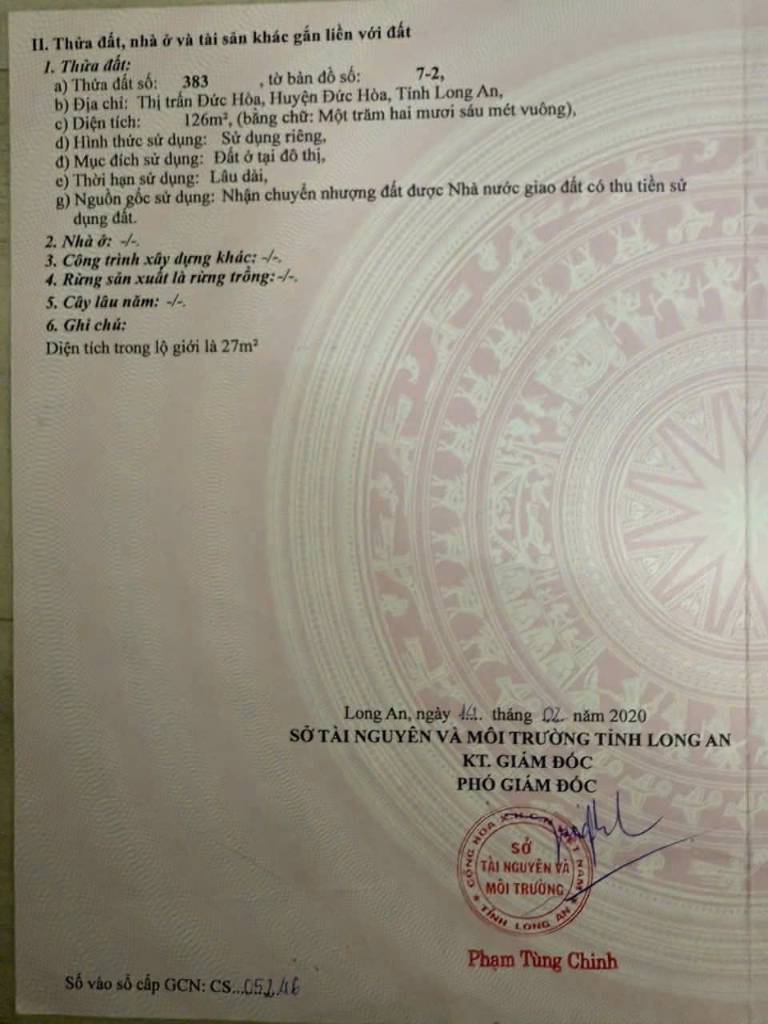 II. Thửa đất, nhà ở và tài sản khác gắn liền với đất
1. Thửa đất:
a) Thửa đất số: 383 , tờ bản đồ số: 7-2,
b) Địa chỉ: Thị trấn Đức Hòa, Huyện Đức Hòa, Tỉnh Long An,
c) Diện tích: 126m², (bằng chữ: Một trăm hai mươi sáu mét vuông),
d) Hình thức sử dụng: Sử dụng riêng,
đ) Mục đích sử dụng: Đất ở tại đô thị,
e) Thời hạn sử dụng: Lâu dài,
g) Nguồn gốc sử dụng: Nhận chuyển nhượng đất được Nhà nước giao đất có thu tiền sử
dụng đất.
2. Nhà ở: -/-.
3. Công trình xây dựng khác: -/-.
4. Rừng sản xuất là rừng trồng: -/-.
5. Cây lâu năm: -/-.
6. Ghi chú:
Diện tích trong lộ giới là 27m²
Long An, ngày tháng 02 năm 2020
SỞ TÀI NGUYÊN VÀ MÔI TRƯỜNG TỈNH LONG AN
KT. GIÁM ĐỐC
PHÓ GIÁM ĐỐC
CỘNG HÒA X.H.C.N VIỆT NAM
SỞ
TÀI NGUYÊN VÀ
MÔI TRƯỜNG
TỈNH LONG AN
Phạm Tùng Chinh
Số vào sổ cấp GCN: CS...